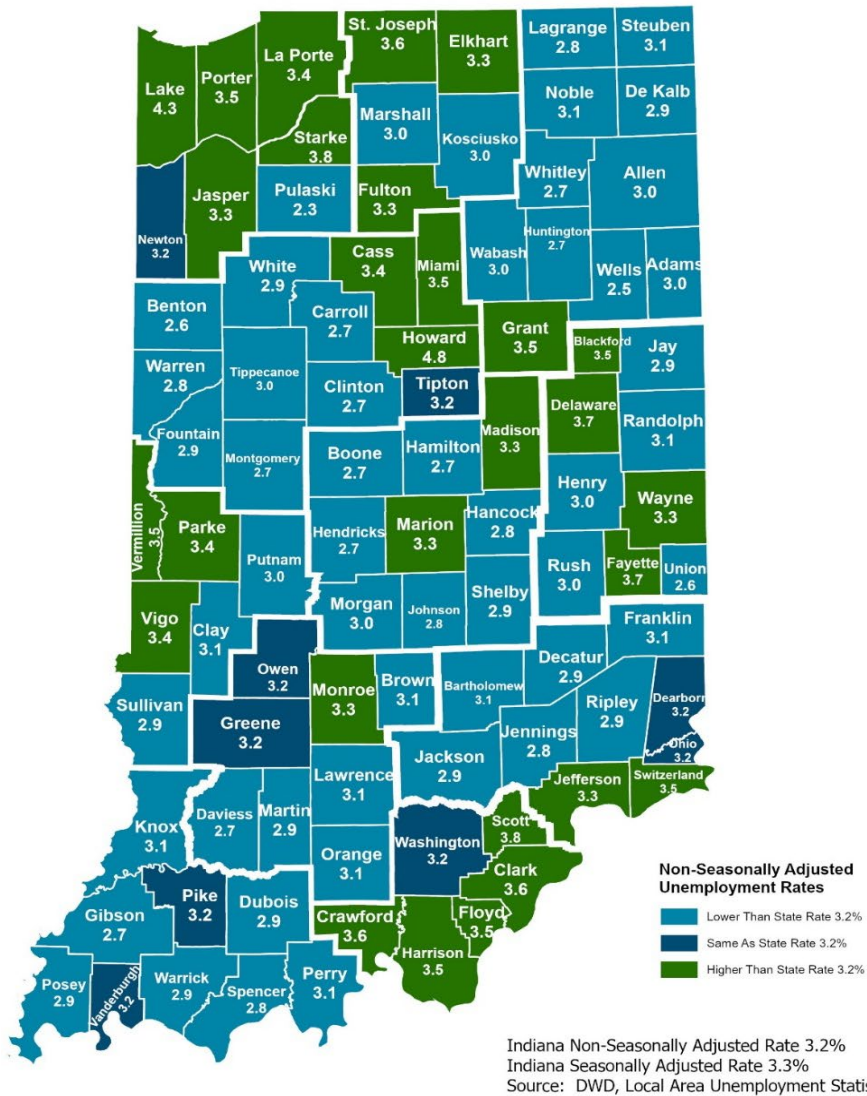 St. Joseph
3.6
Elkhart
3.3
Lagrange
2.8
Steuben
3.1
La Porte
3.4
Lake
4.3
Porter
3.5
Noble
3.1
De Kalb
2.9
Marshall
3.0
Kosciusko
3.0
Starke
3.8
Whitley
2.7
Allen
3.0
Jasper
3.3
Pulaski
2.3
Fulton
3.3
Newton
3.2
Huntington
2.7
Wabash
3.0
Wells
2.5
Adams
3.0
White
2.9
Cass
3.4
Miami
3.5
Benton
2.6
Carroll
2.7
Grant
3.5
Howard
4.8
Blackford
3.5
Jay
2.9
Warren
2.8
Tippecanoe
3.0
Clinton
2.7
Tipton
3.2
Delaware
3.7
Randolph
3.1
Madison
3.3
Fountain
2.9
Montgomery
2.7
Boone
2.7
Hamilton
2.7
Henry
3.0
Wayne
3.3
Vermillion
3.5
Parke
3.4
Putnam
3.0
Hendricks
2.7
Marion
3.3
Hancock
2.8
Rush
3.0
Fayette
3.7
Union
2.6
Vigo
3.4
Clay
3.1
Morgan
3.0
Johnson
2.8
Shelby
2.9
Franklin
3.1
Owen
3.2
Monroe
3.3
Brown
3.1
Bartholomew
3.1
Decatur
2.9
Ripley
2.9
Dearborn
3.2
Sullivan
2.9
Greene
3.2
Jennings
2.8
Ohio
3.2
Jackson
2.9
Lawrence
3.1
Jefferson
3.3
Switzerland
3.5
Knox
3.1
Daviess
2.7
Martin
2.9
Scott
3.8
Washington
3.2
Orange
3.1
Clark
3.6
Pike
3.2
Dubois
2.9
Gibson
2.7
Crawford
3.6
Floyd
3.5
Harrison
3.5
Posey
2.9
Vanderburgh
3.2
Warrick
2.9
Spencer
2.8
Perry
3.1
Non-Seasonally Adjusted
Unemployment Rates
Lower Than State Rate 3.2%
Same As State Rate 3.2%
Higher Than State Rate 3.2%
Indiana Non-Seasonally Adjusted Rate 3.2%
Indiana Seasonally Adjusted Rate 3.3%
Source: DWD, Local Area Unemployment Statis